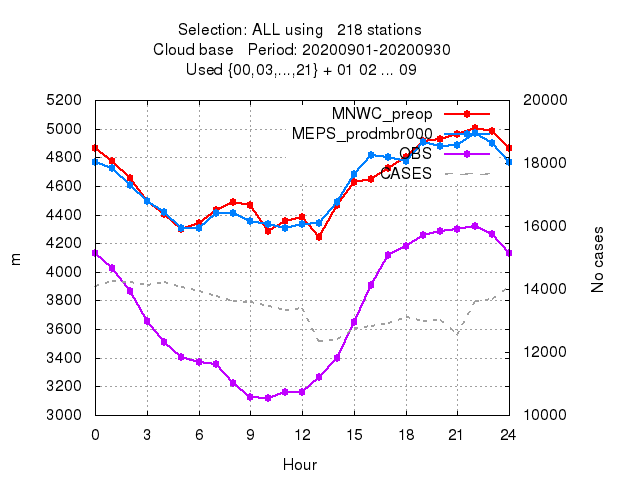 Selection: ALL using   218 stations
Cloud base   Period: 20200901-20200930
Used {00,03,...,21} + 01 02 ... 09
5200
5000
4800
4600
4400
4200
4000
3800
3600
3400
3200
3000
m
MNWC_preop
MEPS_prodmbr000
OBS
CASES
20000
18000
16000
14000
12000
10000
No cases
0 3 6 9 12 15 18 21 24
Hour